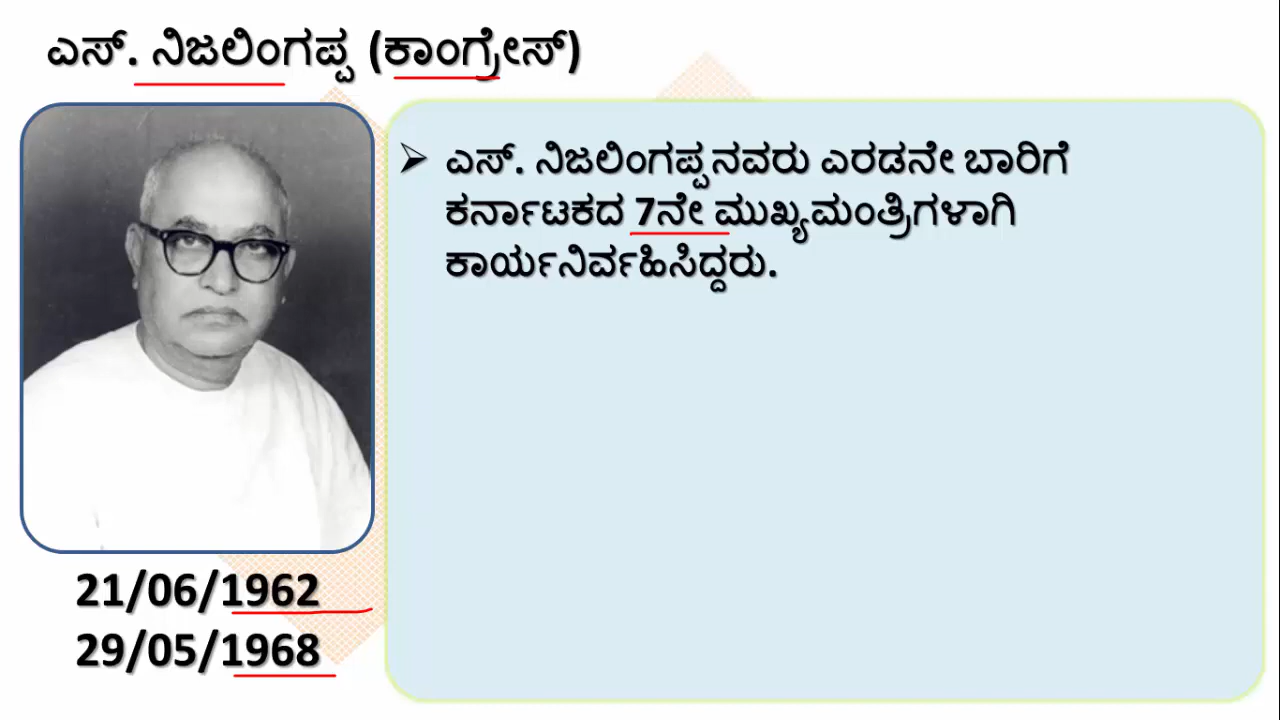 ಎಸ್. ನಿಜಲಿಂಗಪ್ಪ (ಕಾಂಗ್ರೇಸ್)
➢ ಎಸ್. ನಿಜಲಿಂಗಪ್ಪನವರು ಎರಡನೇ ಬಾರಿಗೆ
ಕರ್ನಾಟಕದ 7ನೇ ಮುಖ್ಯಮಂತ್ರಿಗಳಾಗಿ
ಕಾರ್ಯನಿರ್ವಹಿಸಿದ್ದರು.
21/06/1962
29/05/1968